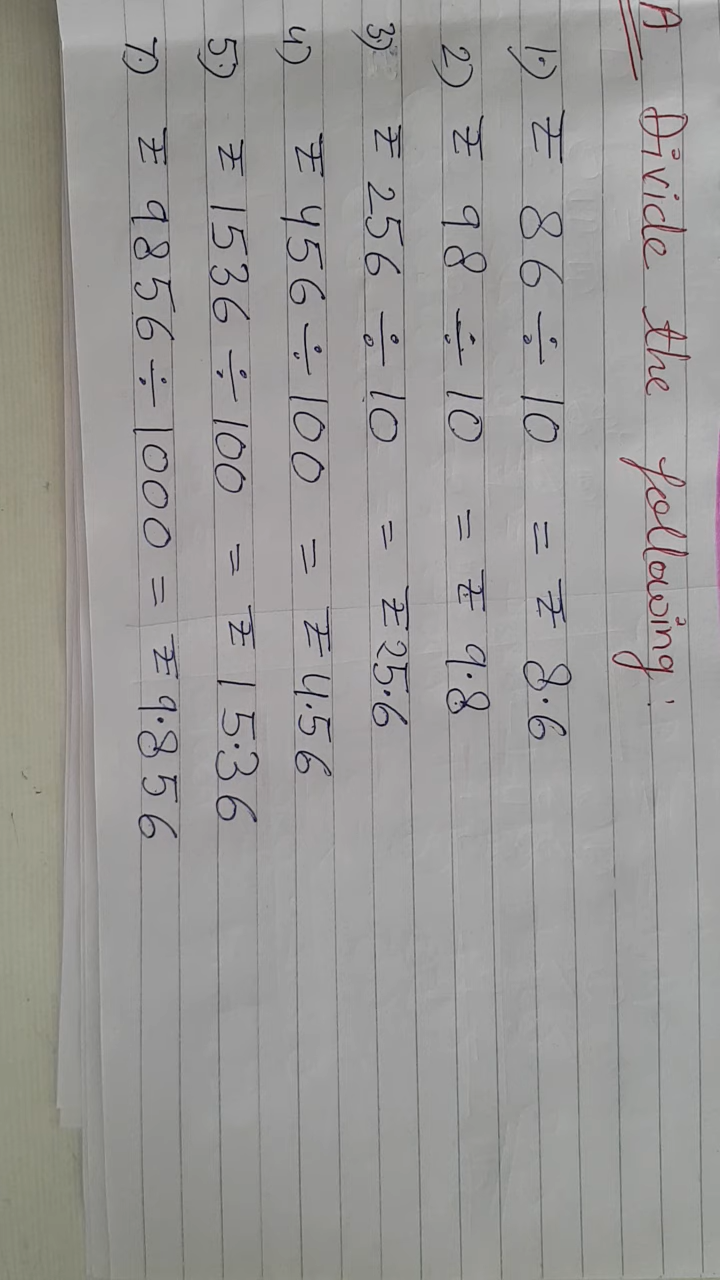 A Divide the following:
1.) ₹ 86 ÷ 10 = ₹ 8.6
2.) ₹ 98 ÷ 10 = ₹ 9.8
3.) ₹ 256 ÷ 10 = ₹ 25.6
4.) ₹ 456 ÷ 100 = ₹ 4.56
5.) ₹ 1536 ÷ 100 = ₹ 15.36
7.) ₹ 9856 ÷ 1000 = ₹ 9.856